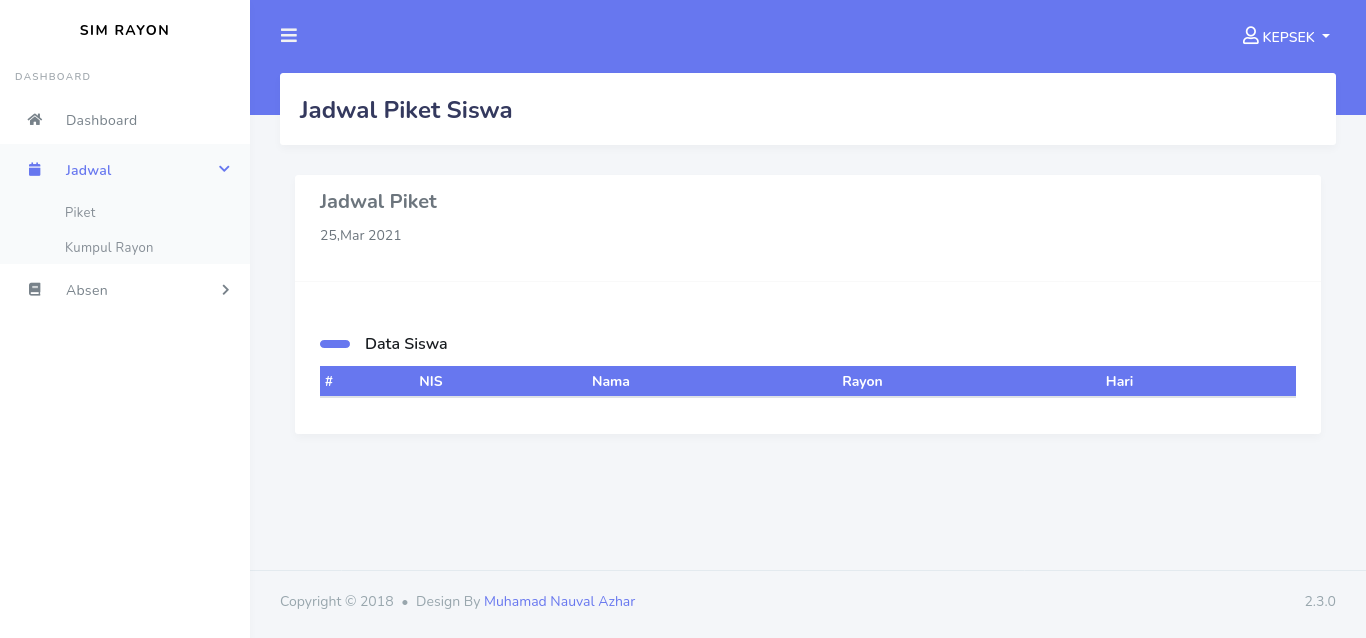 SIM RAYON
DASHBOARD
Dashboard
Jadwal
Piket
Kumpul Rayon
Absen
KEPSEK
Jadwal Piket Siswa
Jadwal Piket
25,Mar 2021
Data Siswa
# NIS Nama Rayon Hari
Copyright © 2018 • Design By Muhamad Nauval Azhar
2.3.0